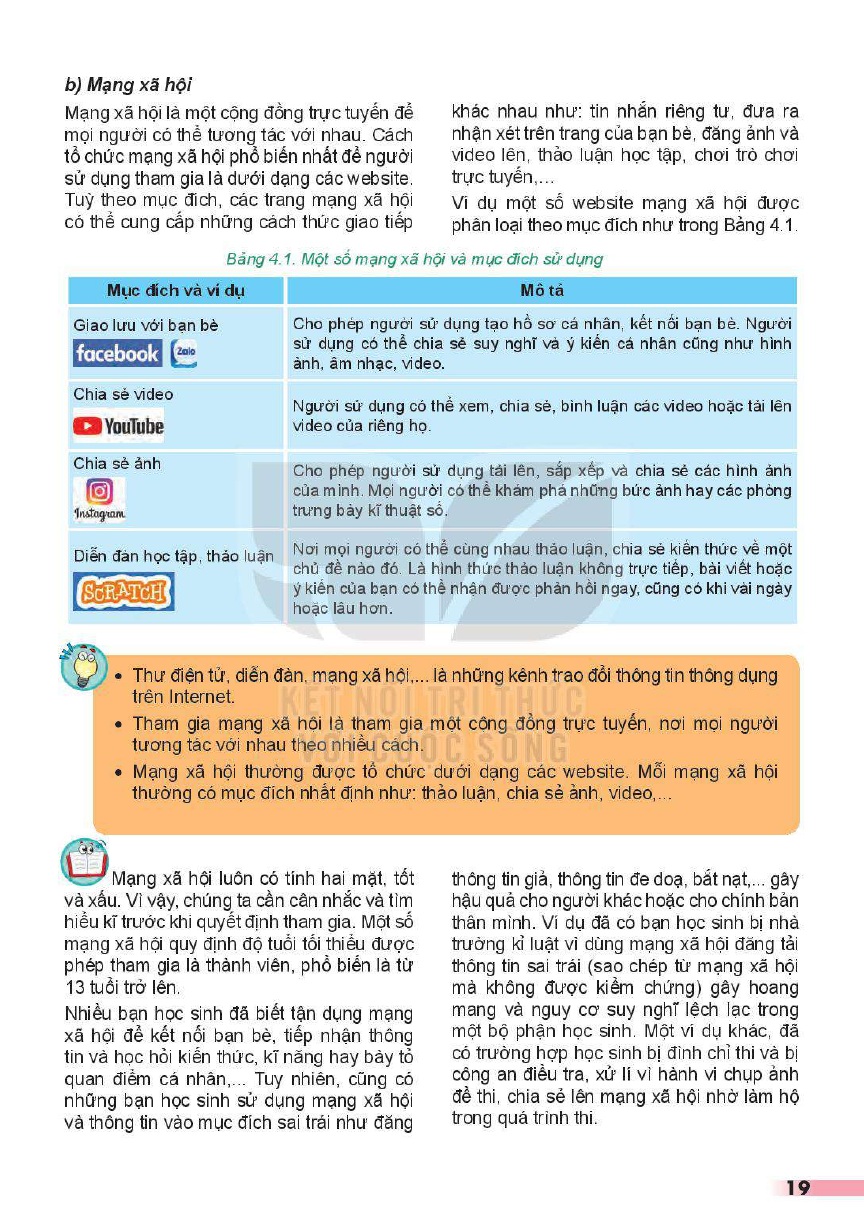 b) Mạng xã hội
Mạng xã hội là một cộng đồng trực tuyến để
mọi người có thể tương tác với nhau. Cách
tổ chức mạng xã hội phổ biến nhất để người
sử dụng tham gia là dưới dạng các website.
Tuỳ theo mục đích, các trang mạng xã hội
có thể cung cấp những cách thức giao tiếp
khác nhau như: tin nhắn riêng tư, đưa ra
nhận xét trên trang của bạn bè, đăng ảnh và
video lên, thảo luận học tập, chơi trò chơi
trực tuyến,...
Ví dụ một số website mạng xã hội được
phân loại theo mục đích như trong Bảng 4.1.
Bảng 4.1. Một số mạng xã hội và mục đích sử dụng
Mục đích và ví dụ
Mô tả
Giao lưu với bạn bè
facebook
Zalo
Cho phép người sử dụng tạo hồ sơ cá nhân, kết nối bạn bè. Người
sử dụng có thể chia sẻ suy nghĩ và ý kiến cá nhân cũng như hình
ảnh, âm nhạc, video.
Chia sẻ video
YouTube
Người sử dụng có thể xem, chia sẻ, bình luận các video hoặc tải lên
video của riêng họ.
Chia sẻ ảnh
Instagram
Cho phép người sử dụng tải lên, sắp xếp và chia sẻ các hình ảnh
của mình. Mọi người có thể khám phá những bức ảnh hay các phòng
trưng bày kĩ thuật số.
Diễn đàn học tập, thảo luận
SCRATCH
Nơi mọi người có thể cùng nhau thảo luận, chia sẻ kiến thức về một
chủ đề nào đó. Là hình thức thảo luận không trực tiếp, bài viết hoặc
ý kiến của bạn có thể nhận được phản hồi ngay, cũng có khi vài ngày
hoặc lâu hơn.
• Thư điện tử, diễn đàn, mạng xã hội,... là những kênh trao đổi thông tin thông dụng
trên Internet.
• Tham gia mạng xã hội là tham gia một cộng đồng trực tuyến, nơi mọi người
tương tác với nhau theo nhiều cách.
• Mạng xã hội thường được tổ chức dưới dạng các website. Mỗi mạng xã hội
thường có mục đích nhất định như: thảo luận, chia sẻ ảnh, video,...
KẾT NỐI TRI THỨC
VỚI CUỘC SỐNG
Mạng xã hội luôn có tính hai mặt, tốt
và xấu. Vì vậy, chúng ta cần cân nhắc và tìm
hiểu kĩ trước khi quyết định tham gia. Một số
mạng xã hội quy định độ tuổi tối thiểu được
phép tham gia là thành viên, phổ biến là từ
13 tuổi trở lên.
Nhiều bạn học sinh đã biết tận dụng mạng
xã hội để kết nối bạn bè, tiếp nhận thông
tin và học hỏi kiến thức, kĩ năng hay bày tỏ
quan điểm cá nhân,... Tuy nhiên, cũng có
những bạn học sinh sử dụng mạng xã hội
và thông tin vào mục đích sai trái như đăng
thông tin giả, thông tin đe doạ, bắt nạt,... gây
hậu quả cho người khác hoặc cho chính bản
thân mình. Ví dụ đã có bạn học sinh bị nhà
trường kỉ luật vì dùng mạng xã hội đăng tải
thông tin sai trái (sao chép từ mạng xã hội
mà không được kiểm chứng) gây hoang
mang và nguy cơ suy nghĩ lệch lạc trong
một bộ phận học sinh. Một ví dụ khác, đã
có trường hợp học sinh bị đình chỉ thi và bị
công an điều tra, xử lí vì hành vi chụp ảnh
đề thi, chia sẻ lên mạng xã hội nhờ làm hộ
trong quá trình thi.
19